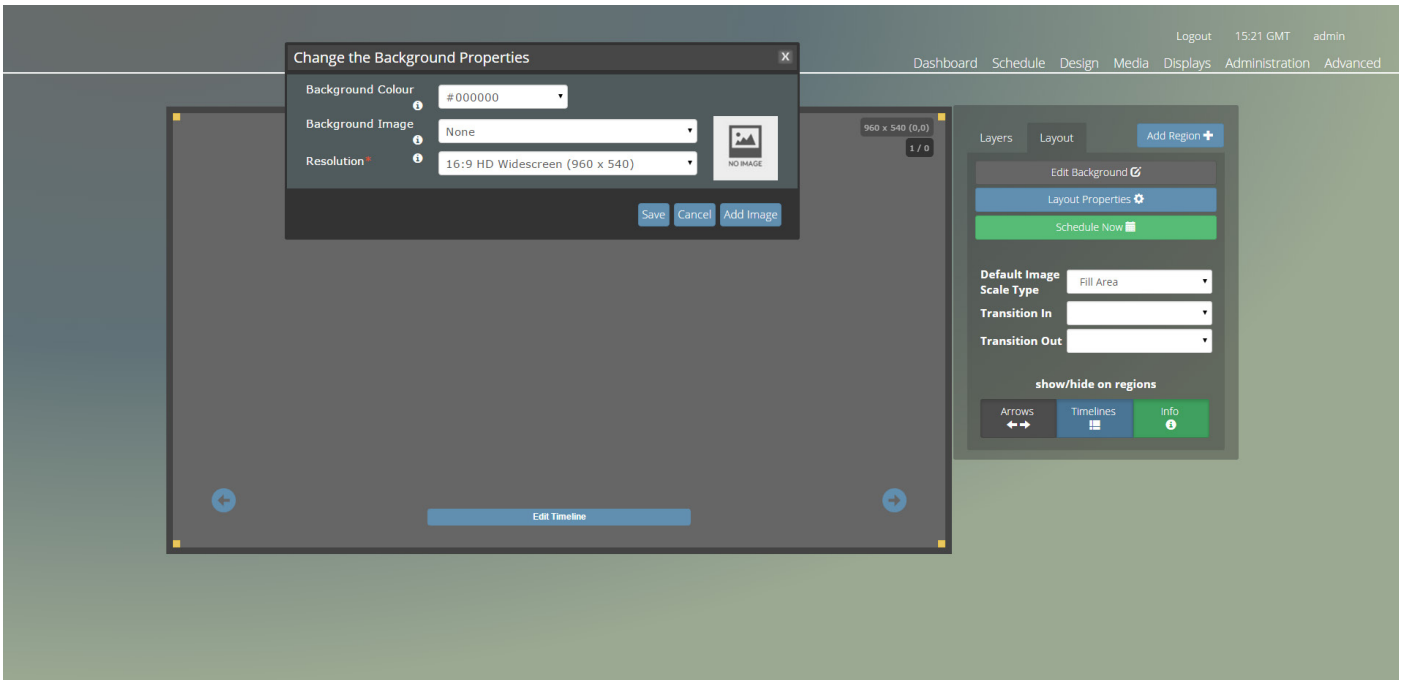 Logout 15:21 GMT admin
Dashboard Schedule Design Media Displays Administration Advanced
Change the Background Properties X
Background Colour
#000000
Background Image
None
Resolution*
16:9 HD Widescreen (960 x 540)
NO IMAGE
Save Cancel Add Image
960 x 540 (0,0)
1 / 0
Edit Timeline
Layers Layout Add Region
Edit Background
Layout Properties
Schedule Now
Default Image
Scale Type
Fill Area
Transition In
Transition Out
show/hide on regions
Arrows Timelines Info